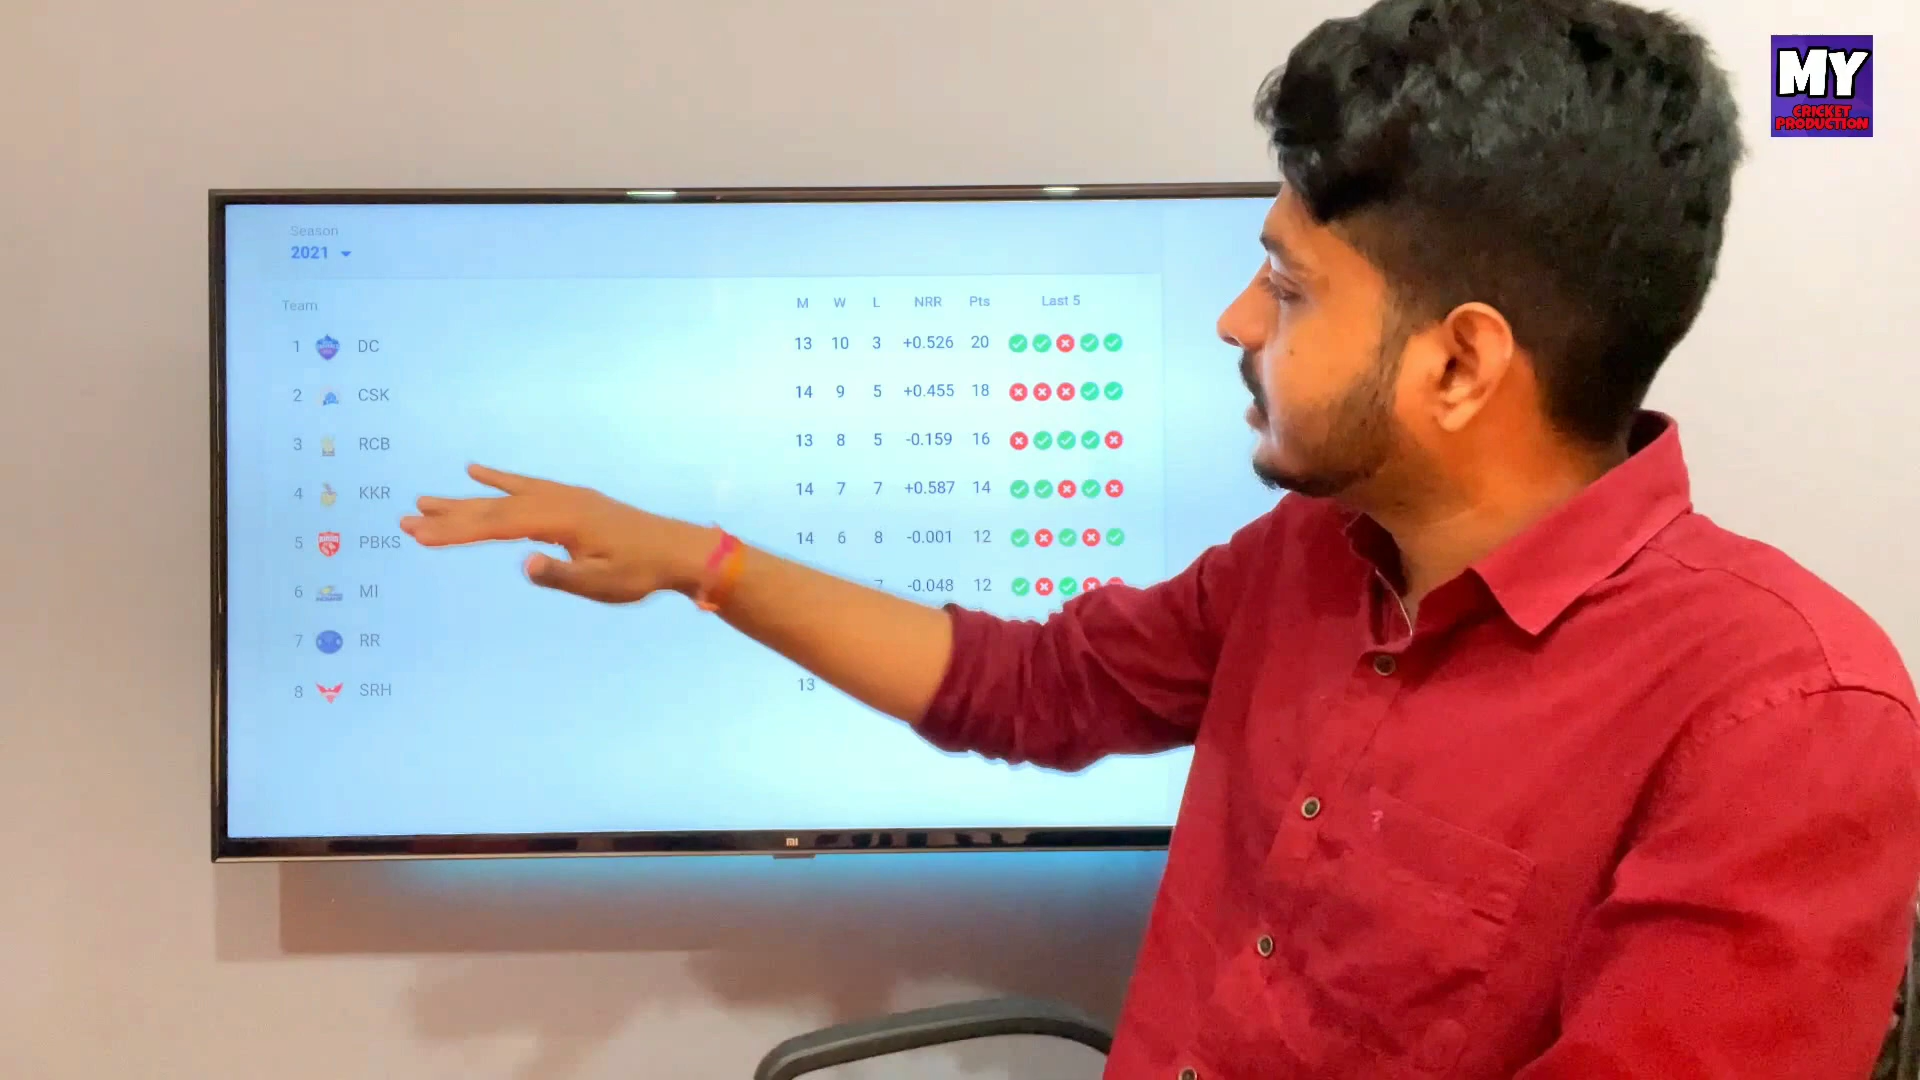 MY
CRICKET
PRODUCTION
Season
2021
Team M W L NRR Pts Last 5
1 DC 13 10 3 +0.526 20
2 CSK 14 9 5 +0.455 18
3 RCB 13 8 5 -0.159 16
4 KKR 14 7 7 +0.587 14
5 PBKS 14 6 8 -0.001 12
6 MI 7 -0.048 12
7 RR
8 SRH 13
mi